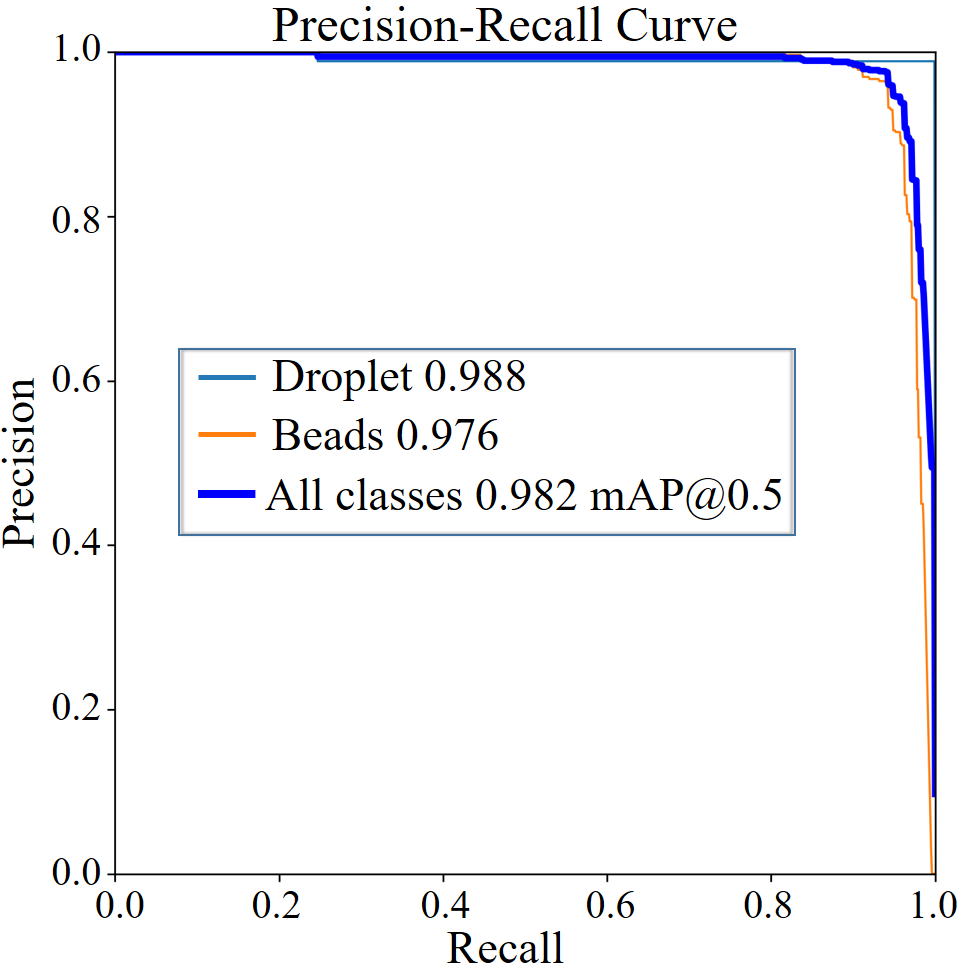 Precision-Recall Curve
1.0
0.8
0.6
0.4
0.2
0.0
Precision
Droplet 0.988
Beads 0.976
All classes 0.982 mAP@0.5
0.0 0.2 0.4 0.6 0.8 1.0
Recall